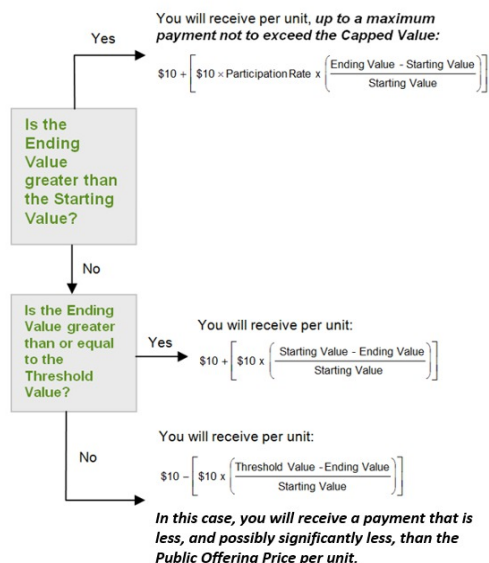 You will receive per unit, up to a maximum
payment not to exceed the Capped Value:
Yes
$10 + [ $10 × Participation Rate x ( Ending Value - Starting Value / Starting Value ) ]
Is the
Ending
Value
greater than
the Starting
Value?
No
Is the Ending
Value greater
than or equal
to the
Threshold
Value?
Yes
You will receive per unit:
$10 + [ $10 x ( Starting Value - Ending Value / Starting Value ) ]
You will receive per unit:
No
$10 – [ $10 x ( Threshold Value - Ending Value / Starting Value ) ]
In this case, you will receive a payment that is
less, and possibly significantly less, than the
Public Offering Price per unit.